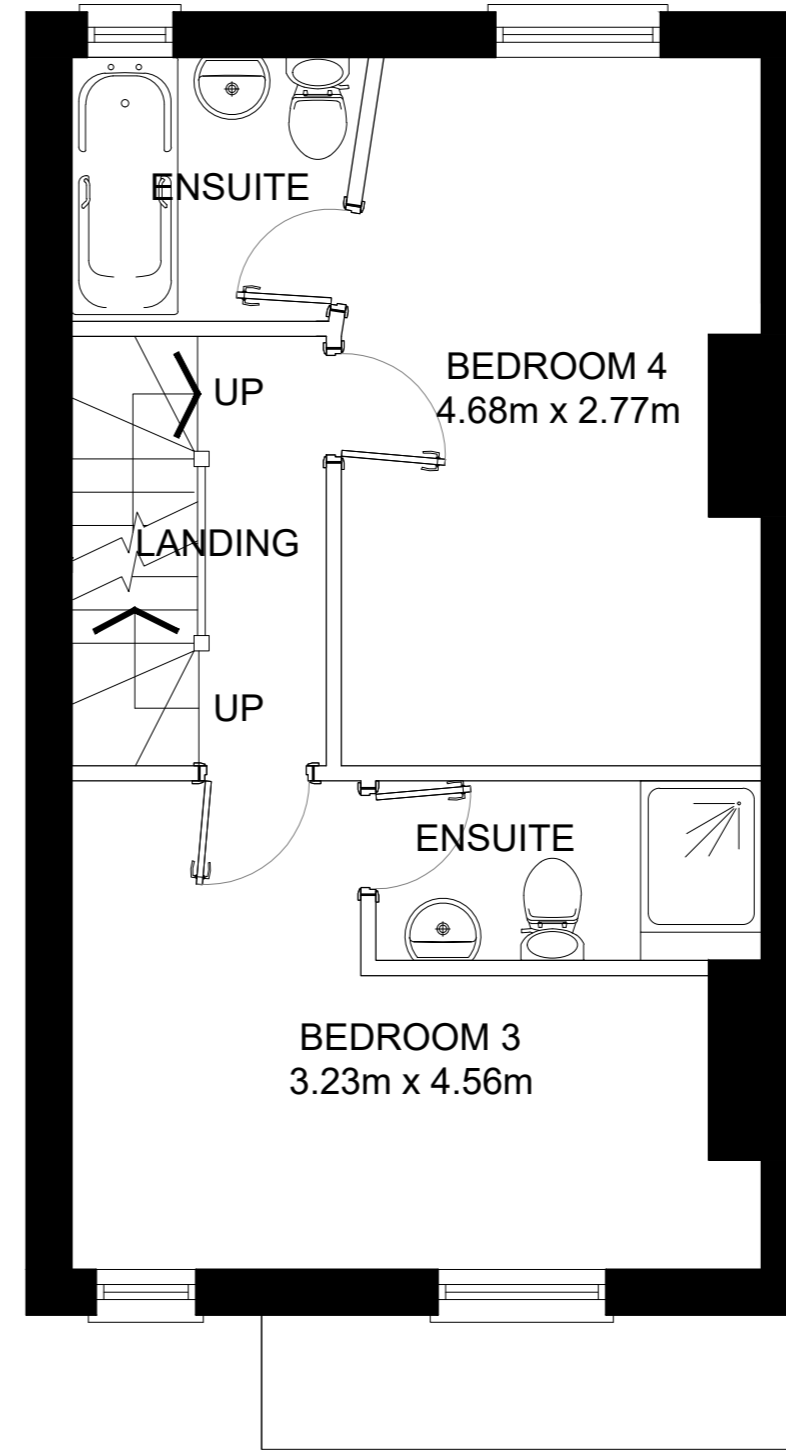 ENSUITE
UP
BEDROOM 4
4.68m x 2.77m
LANDING
UP
ENSUITE
BEDROOM 3
3.23m x 4.56m